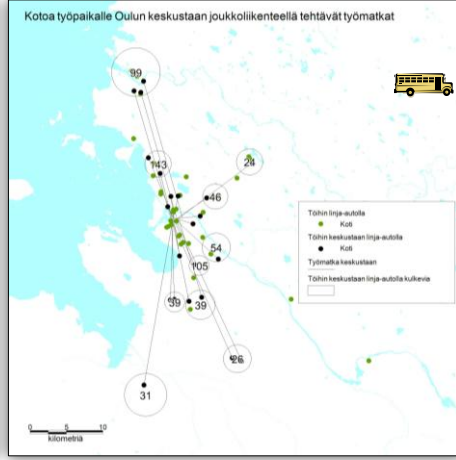 Kotoa työpaikalle Oulun keskustaan joukkoliikenteellä tehtävät työmatkat
99
143
24
46
54
105
39
39
26
31
Töihin linja-autolla
Koti
Töihin keskustaan linja-autolla
Koti
Työmatka keskustaan
Töihin keskustaan linja-autolla kulkevia
0 5 10
kilometriä